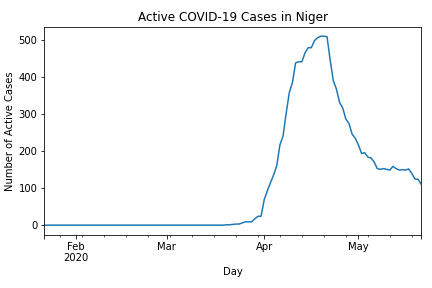 Active COVID-19 Cases in Niger
Number of Active Cases
500
400
300
200
100
0
Feb
2020
Mar
Apr
May
Day